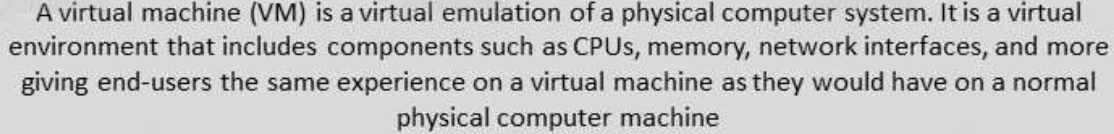 A virtual machine (VM) is a virtual emulation of a physical computer system. It is a virtual
environment that includes components such as CPUs, memory, network interfaces, and more
giving end-users the same experience on a virtual machine as they would have on a normal
physical computer machine